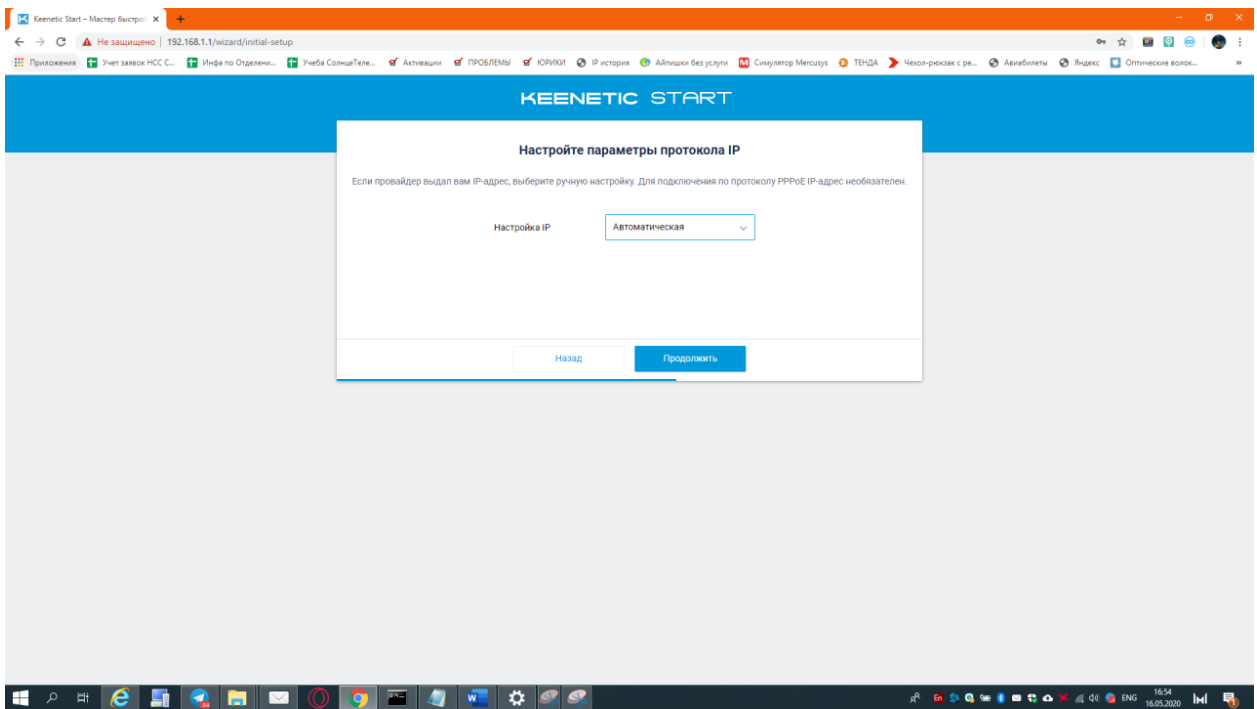 Keenetic Start – Мастер быстрой
Не защищено | 192.168.1.1/wizard/initial-setup
Приложения Учет заявок НСС С... Инфа по Отделени... Учеба СолнцеТеле... Активации ПРОБЛЕМЫ ЮРИКИ IP история Айпишки без услуги Симулятор Mercusys ТЕНДА Чехол-рюкзак с ре... Авиабилеты Яндекс Оптические волок... »
KEENETIC START
Настройте параметры протокола IP
Если провайдер выдал вам IP-адрес, выберите ручную настройку. Для подключения по протоколу PPPoE IP-адрес необязателен.
Настройка IP Автоматическая
Назад Продолжить
En ENG 16:54
16.05.2020